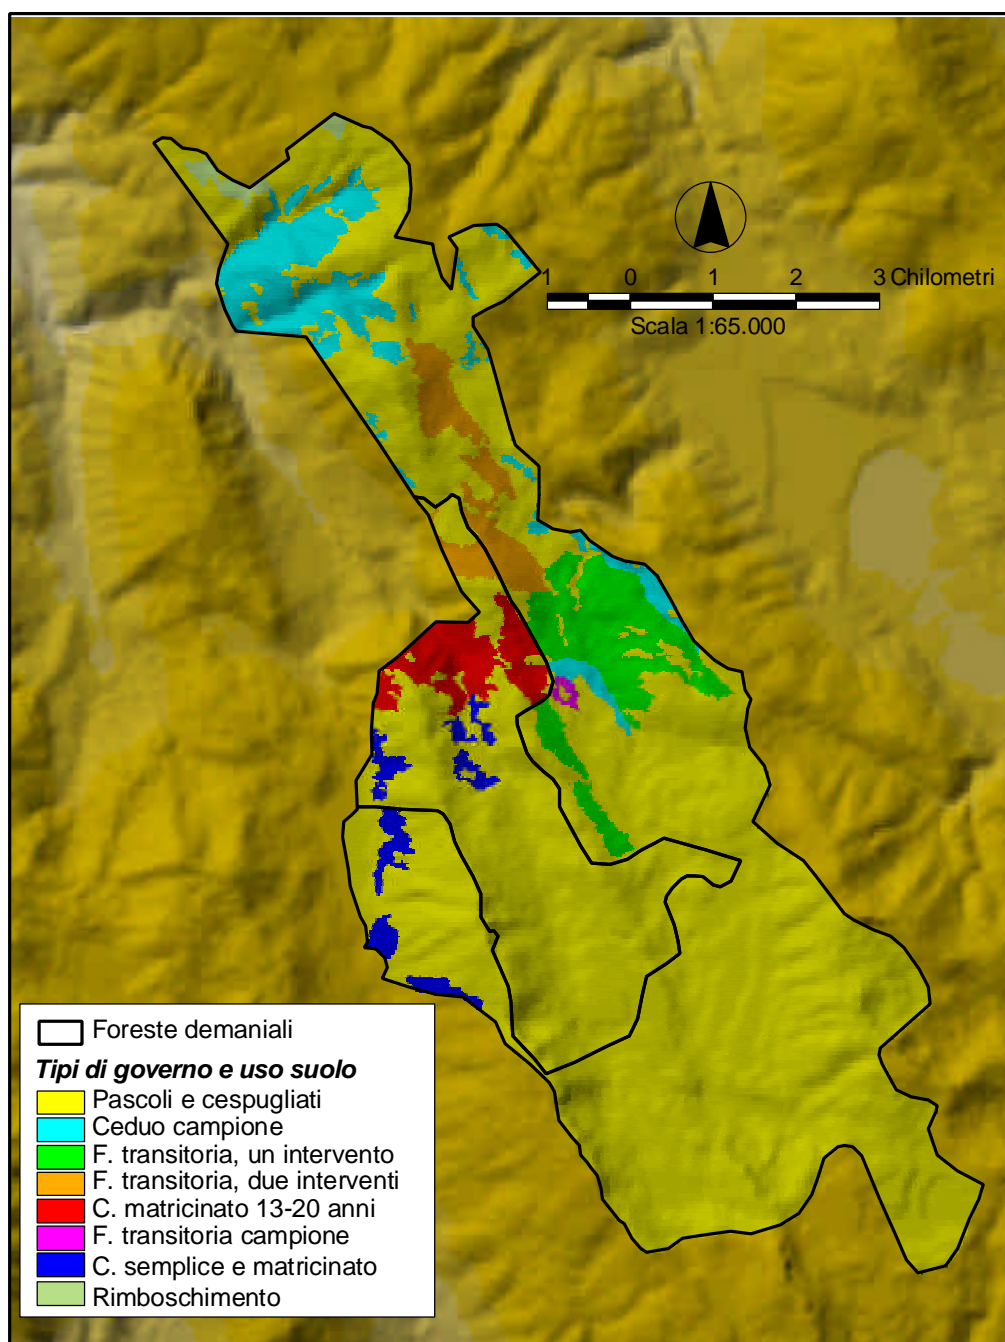 1 0 1 2 3 Chilometri
Scala 1:65.000
Foreste demaniali
Tipi di governo e uso suolo
Pascoli e cespugliati
Ceduo campione
F. transitoria, un intervento
F. transitoria, due interventi
C. matricinato 13-20 anni
F. transitoria campione
C. semplice e matricinato
Rimboschimento